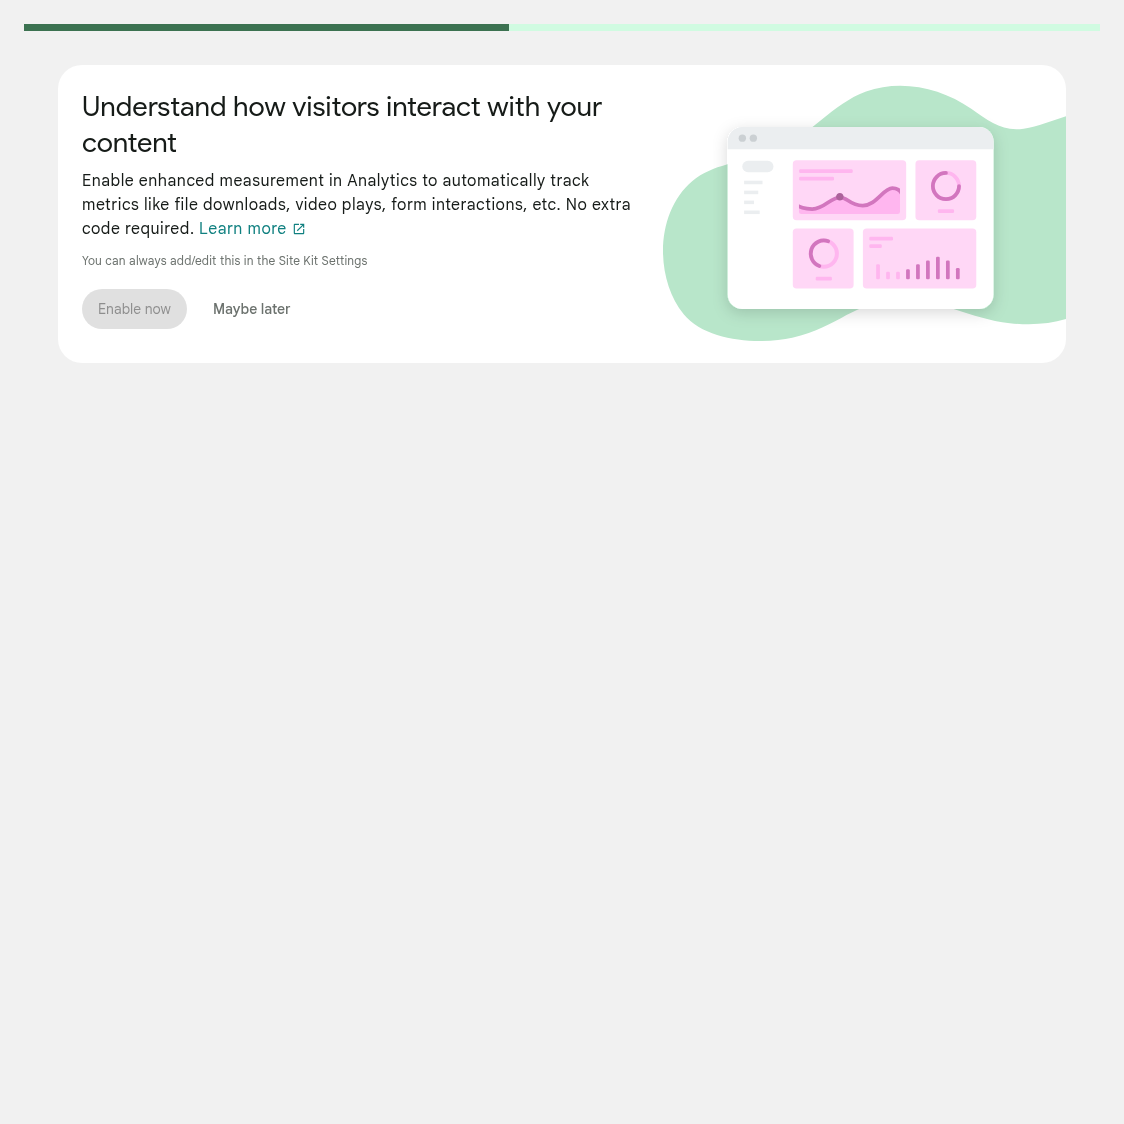 Understand how visitors interact with your
content
Enable enhanced measurement in Analytics to automatically track
metrics like file downloads, video plays, form interactions, etc. No extra
code required. Learn more
You can always add/edit this in the Site Kit Settings
Enable now
Maybe later